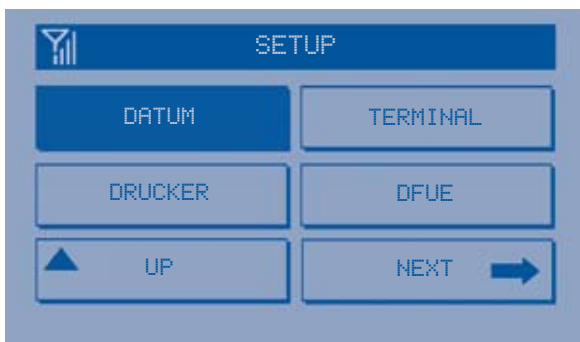 SETUP
DATUM
TERMINAL
DRUCKER
DFUE
UP
NEXT